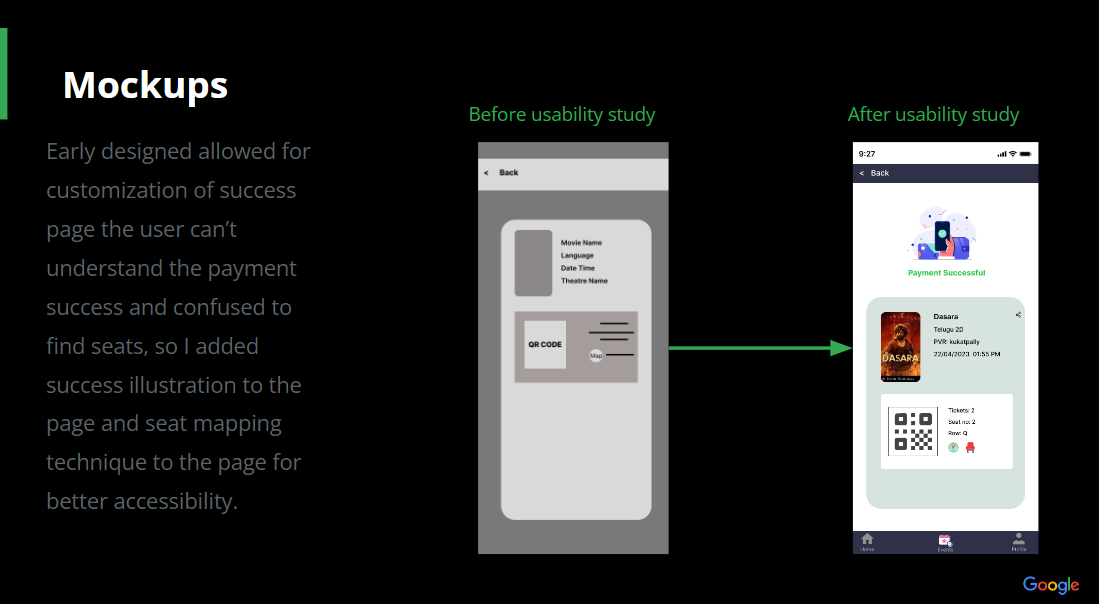 Mockups
Early designed allowed for
customization of success
page the user can’t
understand the payment
success and confused to
find seats, so I added
success illustration to the
page and seat mapping
technique to the page for
better accessibility.
Before usability study
< Back
Movie Name
Language
Date Time
Theatre Name
QR CODE
Map
After usability study
9:27
< Back
Payment Successful
DASARA
Dasara
Telugu 2D
PVR: kukatpally
22/04/2023 01:55 PM
Tickets: 2
Seat no: 2
Row: Q
Home
Events
Profile
Google